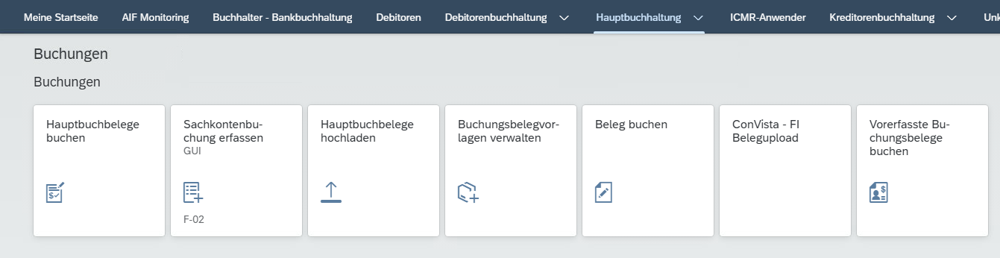 Meine Startseite AIF Monitoring Buchhalter - Bankbuchhaltung Debitoren Debitorenbuchhaltung Hauptbuchhaltung ICMR-Anwender Kreditorenbuchhaltung Unk
Buchungen
Buchungen
Hauptbuchbelege
buchen
Sachkontenbu-
chung erfassen
GUI
F-02
Hauptbuchbelege
hochladen
Buchungsbelegvor-
lagen verwalten
Beleg buchen
ConVista - FI
Belegupload
Vorerfasste Bu-
chungsbelege
buchen